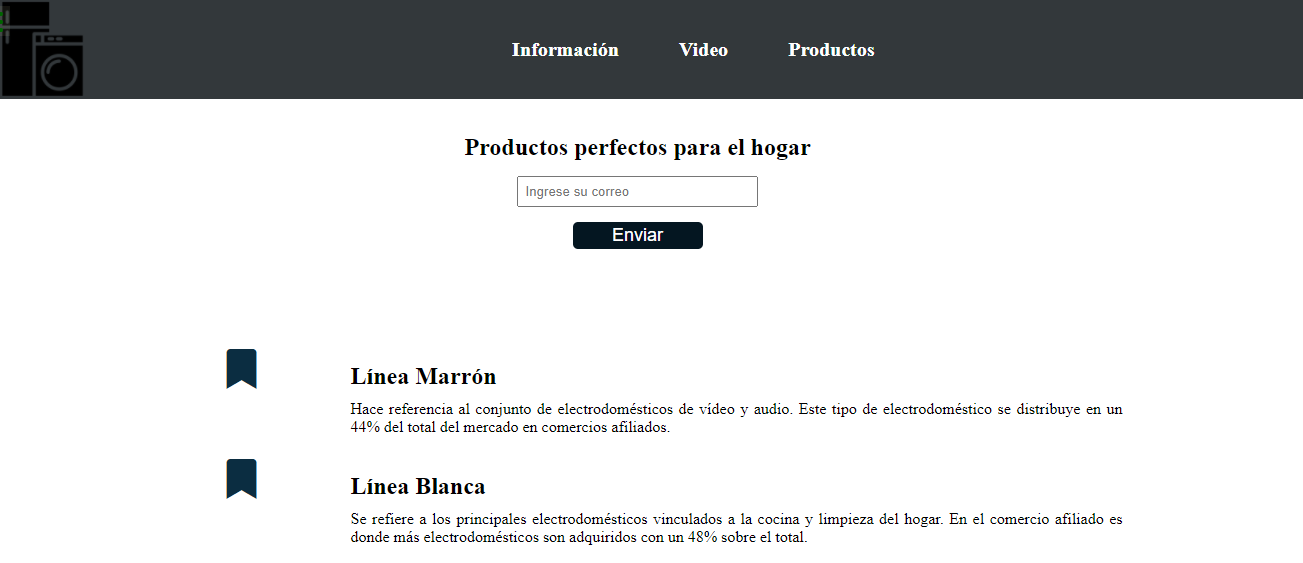 Información Video Productos
Productos perfectos para el hogar
Ingrese su correo
Enviar
Línea Marrón
Hace referencia al conjunto de electrodomésticos de vídeo y audio. Este tipo de electrodoméstico se distribuye en un
44% del total del mercado en comercios afiliados.
Línea Blanca
Se refiere a los principales electrodomésticos vinculados a la cocina y limpieza del hogar. En el comercio afiliado es
donde más electrodomésticos son adquiridos con un 48% sobre el total.